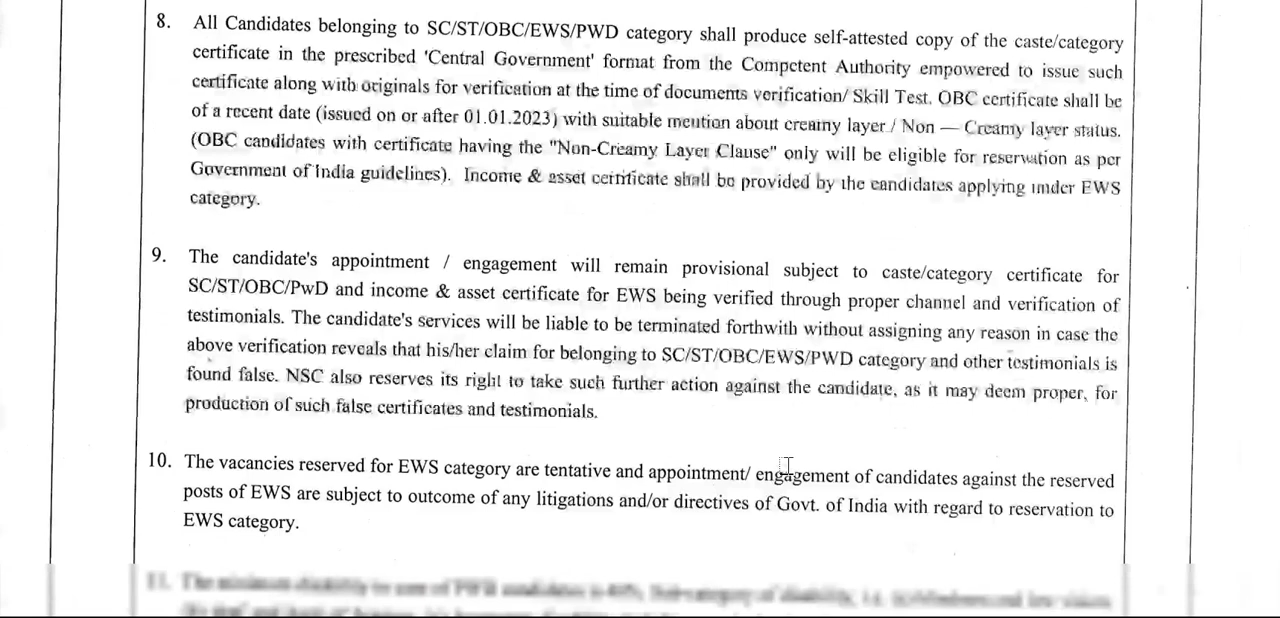 8. All Candidates belonging to SC/ST/OBC/EWS/PWD category shall produce self-attested copy of the caste/category
certificate in the prescribed 'Central Government' format from the Competent Authority empowered to issue such
certificate along with originals for verification at the time of documents verification/ Skill Test. OBC certificate shall be
of a recent date (issued on or after 01.01.2023) with suitable mention about creamy layer / Non — Creamy layer status.
(OBC candidates with certificate having the "Non-Creamy Layer Clause" only will be eligible for reservation as per
Government of India guidelines). Income & asset certificate shall be provided by the candidates applying under EWS
category.
9. The candidate's appointment / engagement will remain provisional subject to caste/category certificate for
SC/ST/OBC/PwD and income & asset certificate for EWS being verified through proper channel and verification of
testimonials. The candidate's services will be liable to be terminated forthwith without assigning any reason in case the
above verification reveals that his/her claim for belonging to SC/ST/OBC/EWS/PWD category and other testimonials is
found false. NSC also reserves its right to take such further action against the candidate, as it may deem proper, for
production of such false certificates and testimonials.
10. The vacancies reserved for EWS category are tentative and appointment/ engagement of candidates against the reserved
posts of EWS are subject to outcome of any litigations and/or directives of Govt. of India with regard to reservation to
EWS category.
11. The minimum disability in case of PWD candidates is 40%.